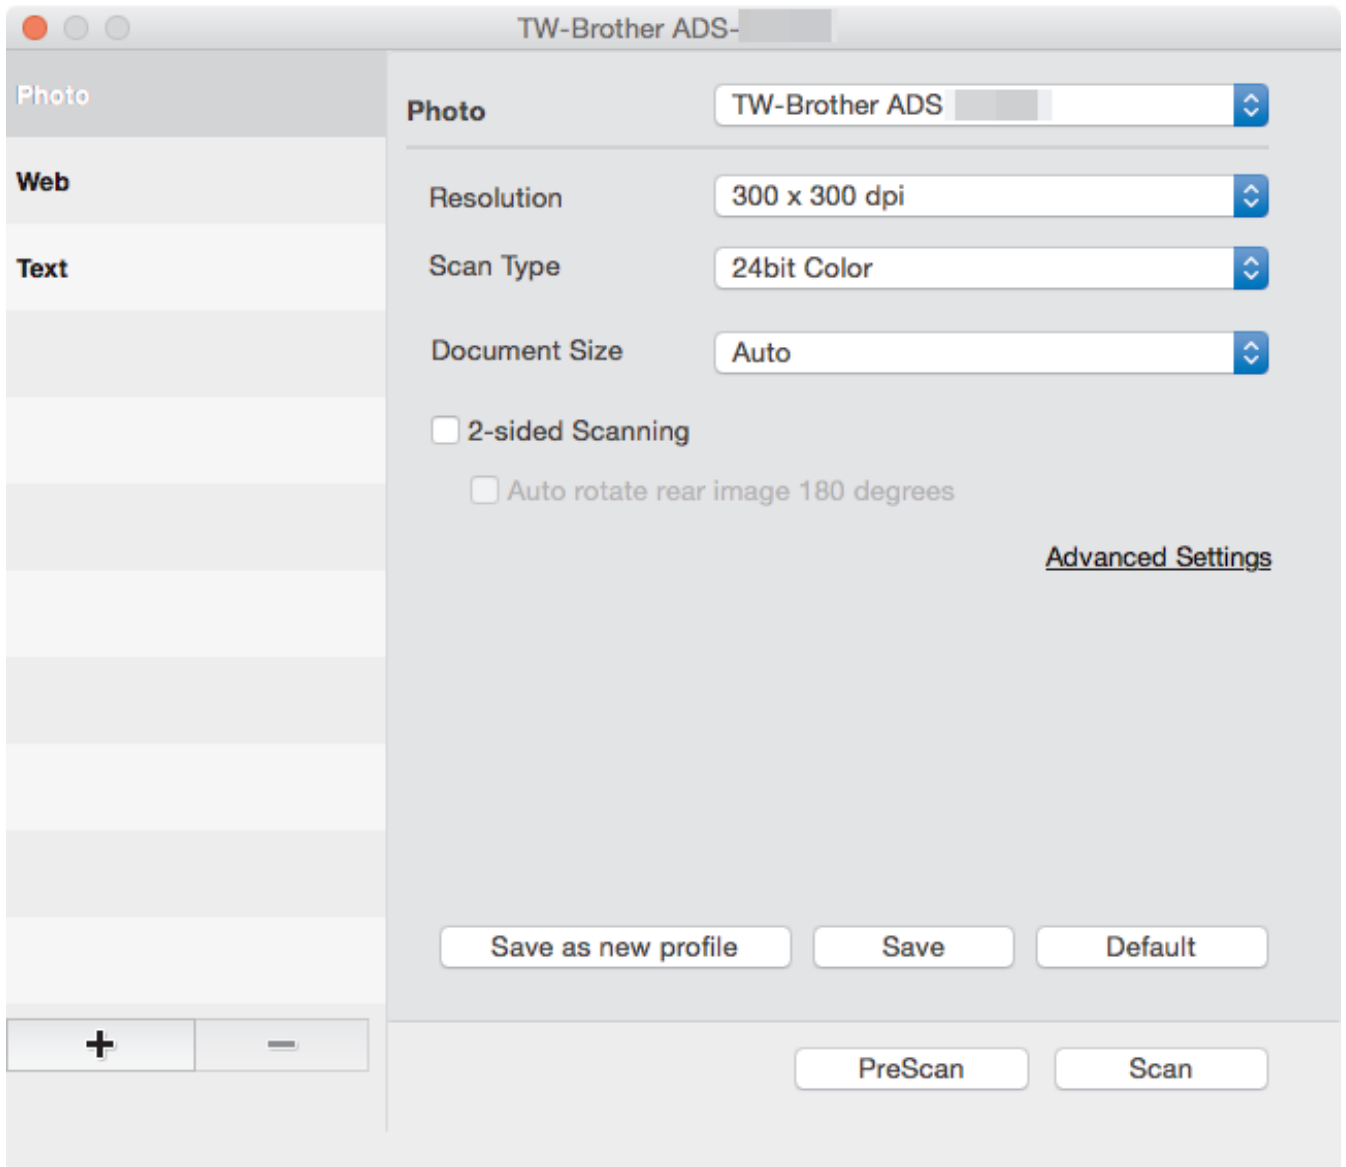 TW-Brother ADS-
Photo
Web
Text
Photo
TW-Brother ADS
Resolution
300 x 300 dpi
Scan Type
24bit Color
Document Size
Auto
2-sided Scanning
Auto rotate rear image 180 degrees
Advanced Settings
Save as new profile
Save
Default
PreScan
Scan